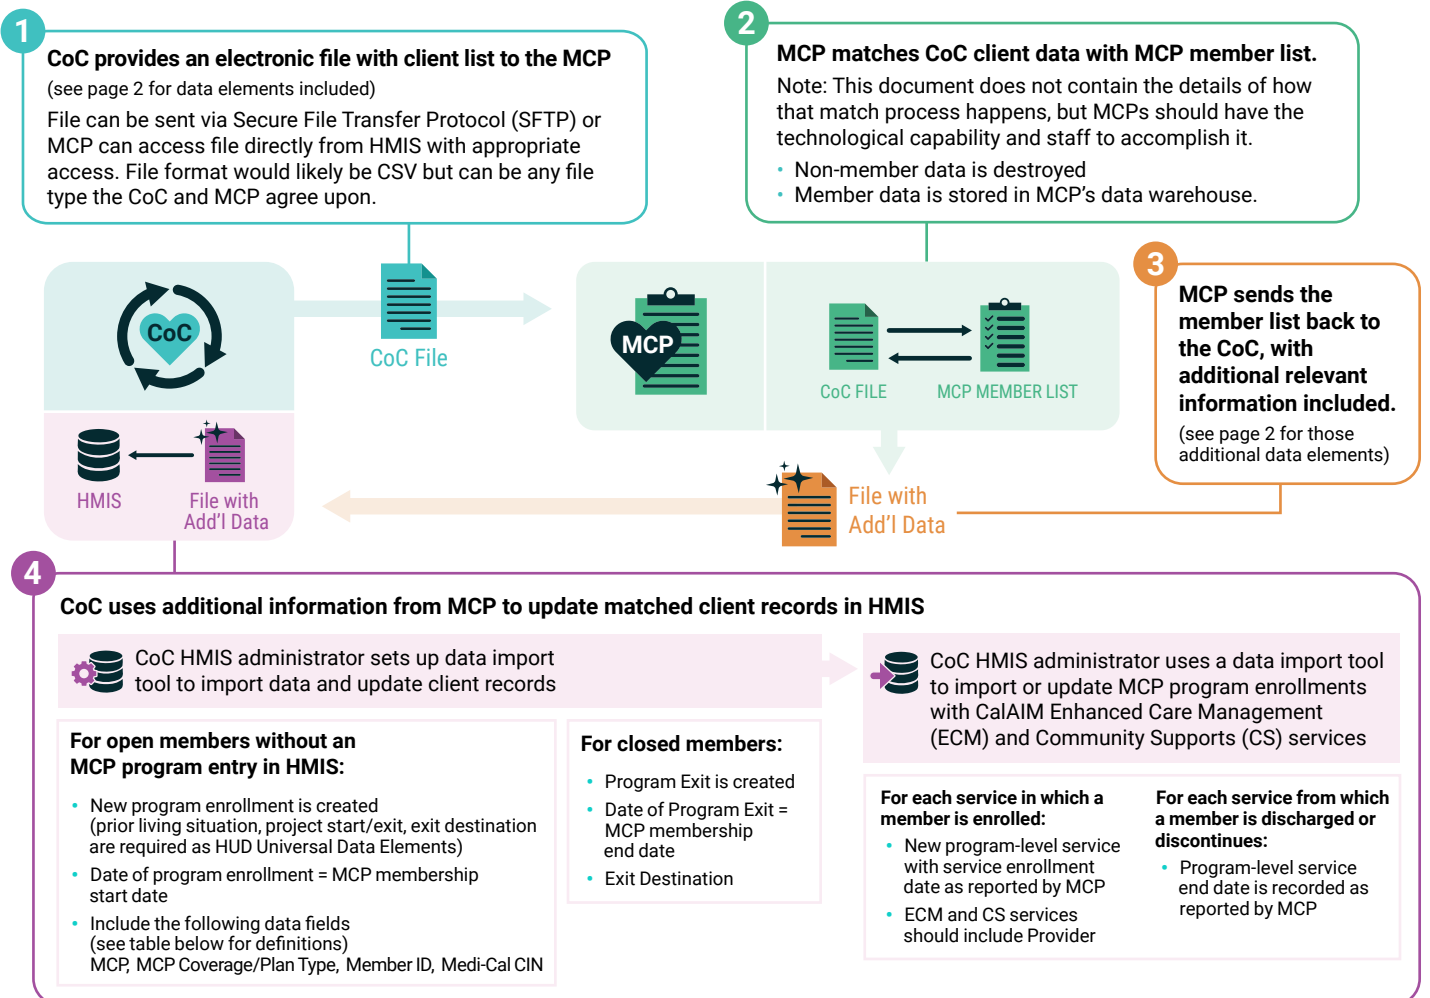 1
CoC provides an electronic file with client list to the MCP
(see page 2 for data elements included)
File can be sent via Secure File Transfer Protocol (SFTP) or
MCP can access file directly from HMIS with appropriate
access. File format would likely be CSV but can be any file
type the CoC and MCP agree upon.
2
MCP matches CoC client data with MCP member list.
Note: This document does not contain the details of how
that match process happens, but MCPs should have the
technological capability and staff to accomplish it.
• Non-member data is destroyed
• Member data is stored in MCP’s data warehouse.
CoC
CoC File
MCP
CoC FILE
MCP MEMBER LIST
3
MCP sends the
member list back to
the CoC, with
additional relevant
information included.
(see page 2 for those
additional data elements)
HMIS
File with
Add’l Data
File with
Add’l Data
4
CoC uses additional information from MCP to update matched client records in HMIS
CoC HMIS administrator sets up data import
tool to import data and update client records
For open members without an
MCP program entry in HMIS:
• New program enrollment is created
(prior living situation, project start/exit, exit destination
are required as HUD Universal Data Elements)
• Date of program enrollment = MCP membership
start date
• Include the following data fields
(see table below for definitions)
MCP, MCP Coverage/Plan Type, Member ID, Medi-Cal CIN
For closed members:
• Program Exit is created
• Date of Program Exit =
MCP membership
end date
• Exit Destination
CoC HMIS administrator uses a data import tool
to import or update MCP program enrollments
with CalAIM Enhanced Care Management
(ECM) and Community Supports (CS) services
For each service in which a
member is enrolled:
• New program-level service
with service enrollment
date as reported by MCP
• ECM and CS services
should include Provider
For each service from which
a member is discharged or
discontinues:
• Program-level service
end date is recorded as
reported by MCP